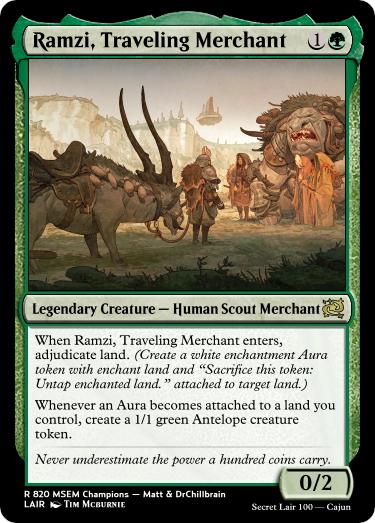 Ramzi, Traveling Merchant 1
Legendary Creature — Human Scout Merchant
When Ramzi, Traveling Merchant enters,
adjudicate land. (Create a white enchantment Aura
token with enchant land and “Sacrifice this token:
Untap enchanted land.” attached to target land.)
Whenever an Aura becomes attached to a land you
control, create a 1/1 green Antelope creature
token.
Never underestimate the power a hundred coins carry.
0/2
R 820 MSEM Champions — Matt & DrChillbrain
LAIR Tim McBurnie
Secret Lair 100 — Cajun